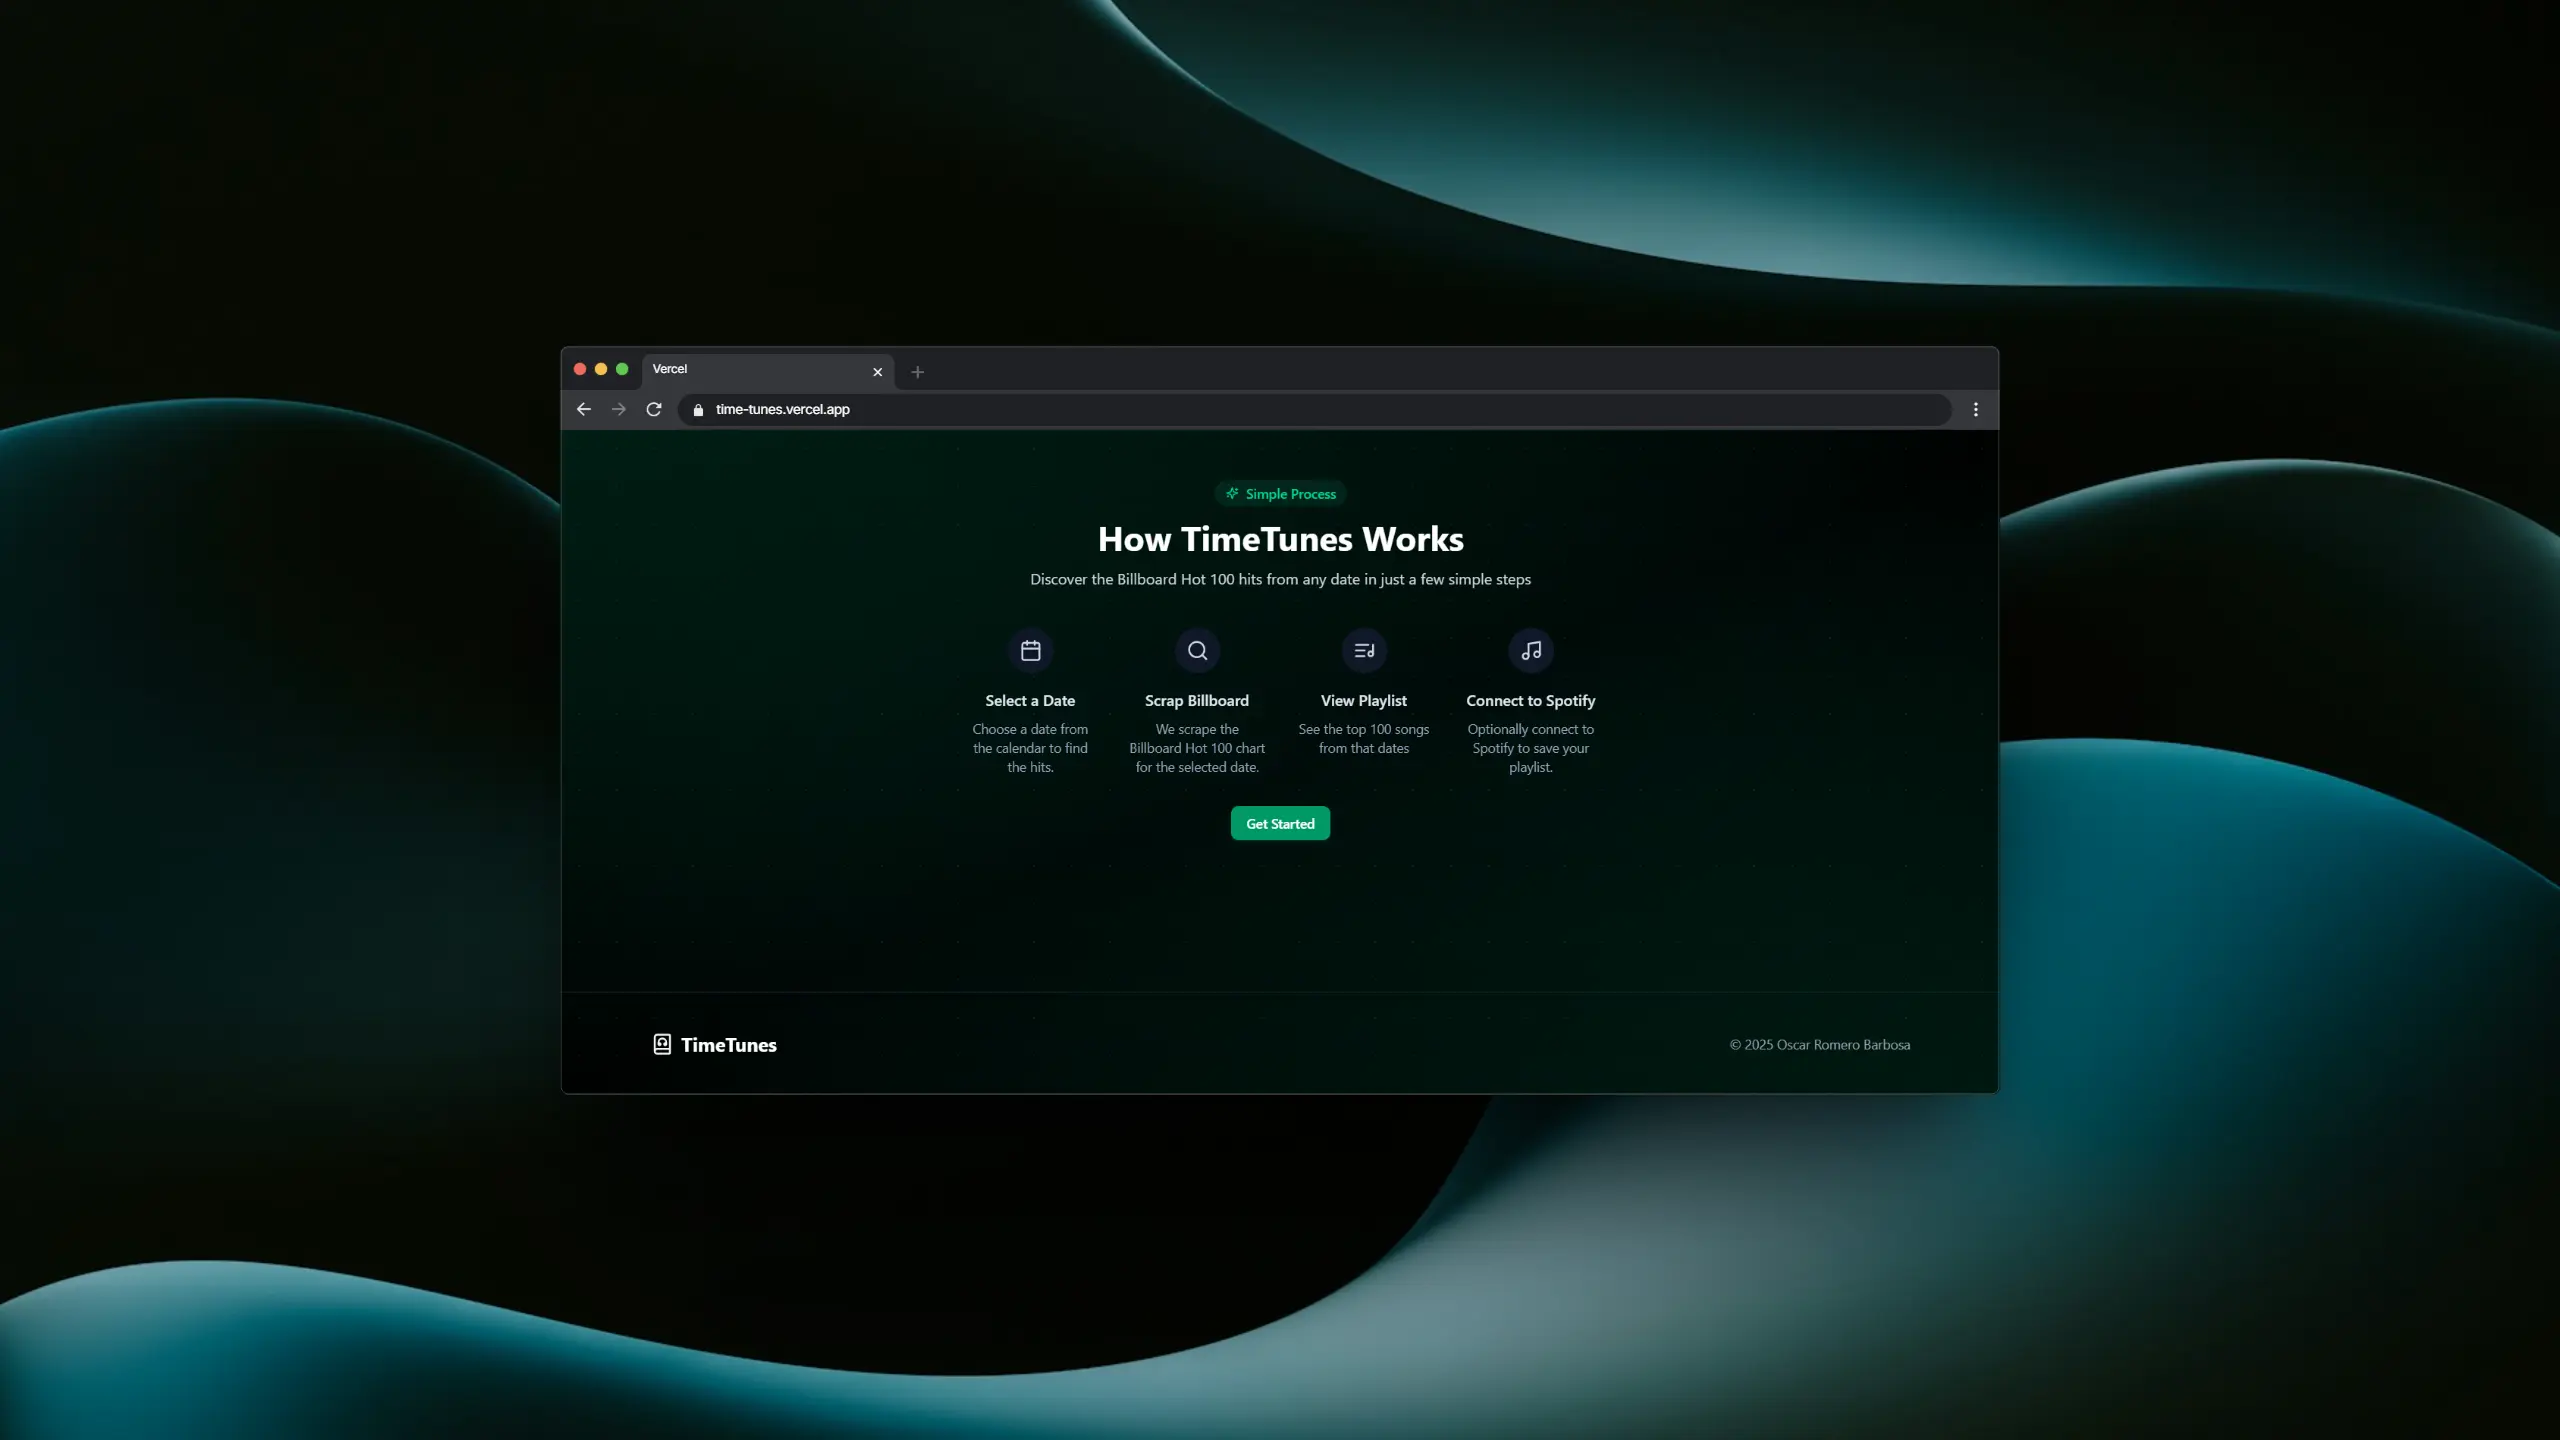 Vercel
time-tunes.vercel.app
Simple Process
How TimeTunes Works
Discover the Billboard Hot 100 hits from any date in just a few simple steps
Select a Date
Choose a date from
the calendar to find
the hits.
Scrap Billboard
We scrape the
Billboard Hot 100 chart
for the selected date.
View Playlist
See the top 100 songs
from that dates
Connect to Spotify
Optionally connect to
Spotify to save your
playlist.
Get Started
TimeTunes
© 2025 Oscar Romero Barbosa